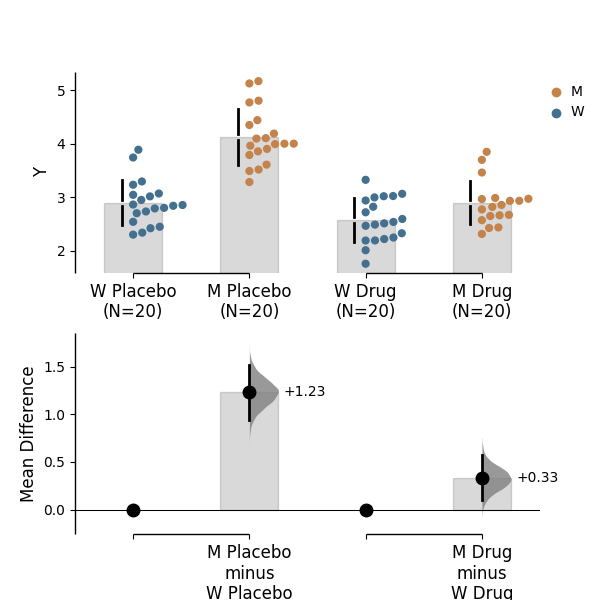 5
4
3
2
Y
M
W
W Placebo
(N=20)
M Placebo
(N=20)
W Drug
(N=20)
M Drug
(N=20)
1.5
1.0
0.5
0.0
Mean Difference
+1.23
+0.33
M Placebo
minus
W Placebo
M Drug
minus
W Drug